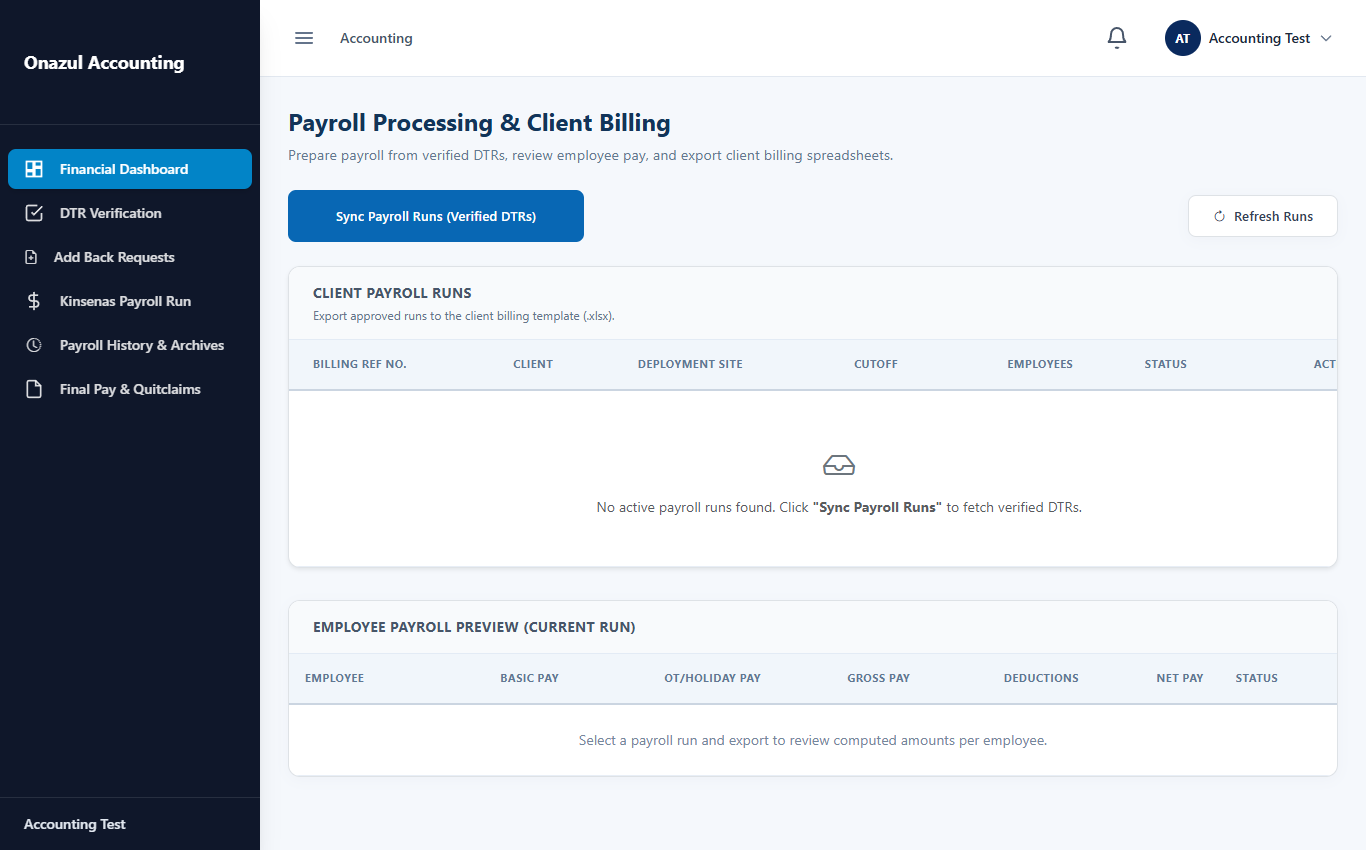 Onazul Accounting
Financial Dashboard
DTR Verification
Add Back Requests
Kinsenas Payroll Run
Payroll History & Archives
Final Pay & Quitclaims
Accounting Test
Accounting
AT Accounting Test
Payroll Processing & Client Billing
Prepare payroll from verified DTRs, review employee pay, and export client billing spreadsheets.
Sync Payroll Runs (Verified DTRs)
Refresh Runs
CLIENT PAYROLL RUNS
Export approved runs to the client billing template (.xlsx).
BILLING REF NO. CLIENT DEPLOYMENT SITE CUTOFF EMPLOYEES STATUS ACT
No active payroll runs found. Click "Sync Payroll Runs" to fetch verified DTRs.
EMPLOYEE PAYROLL PREVIEW (CURRENT RUN)
EMPLOYEE BASIC PAY OT/HOLIDAY PAY GROSS PAY DEDUCTIONS NET PAY STATUS
Select a payroll run and export to review computed amounts per employee.